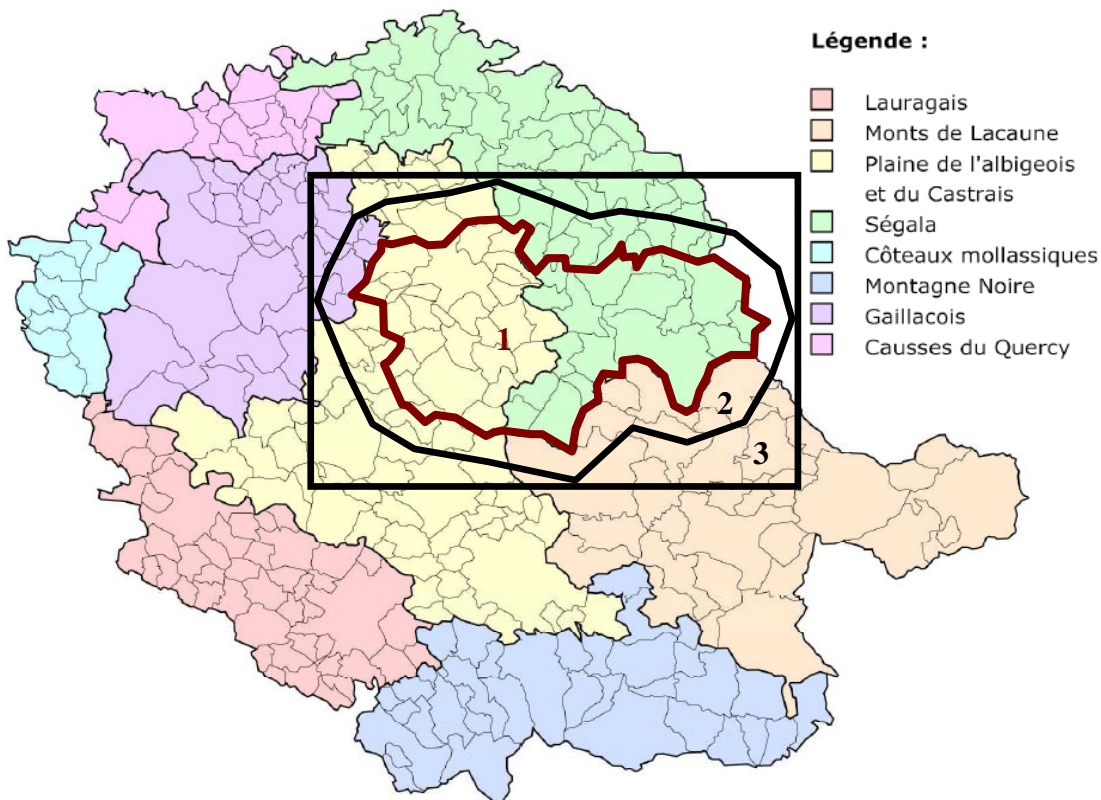 Légende :
Lauragais
Monts de Lacaune
Plaine de l'albigeois
et du Castrais
Ségala
Côteaux mollassiques
Montagne Noire
Gaillacois
Causses du Quercy
1
2
3